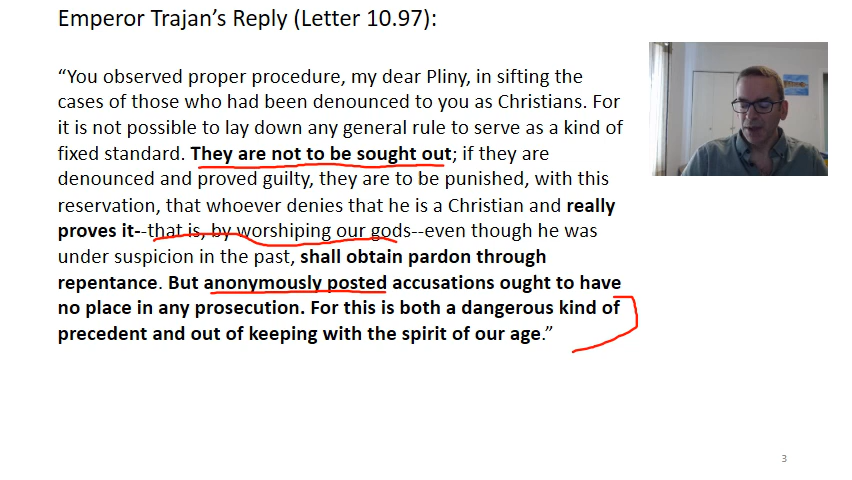 Emperor Trajan’s Reply (Letter 10.97):
“You observed proper procedure, my dear Pliny, in sifting the
cases of those who had been denounced to you as Christians. For
it is not possible to lay down any general rule to serve as a kind of
fixed standard. They are not to be sought out; if they are
denounced and proved guilty, they are to be punished, with this
reservation, that whoever denies that he is a Christian and really
proves it--that is, by worshiping our gods--even though he was
under suspicion in the past, shall obtain pardon through
repentance. But anonymously posted accusations ought to have
no place in any prosecution. For this is both a dangerous kind of
precedent and out of keeping with the spirit of our age.”
3